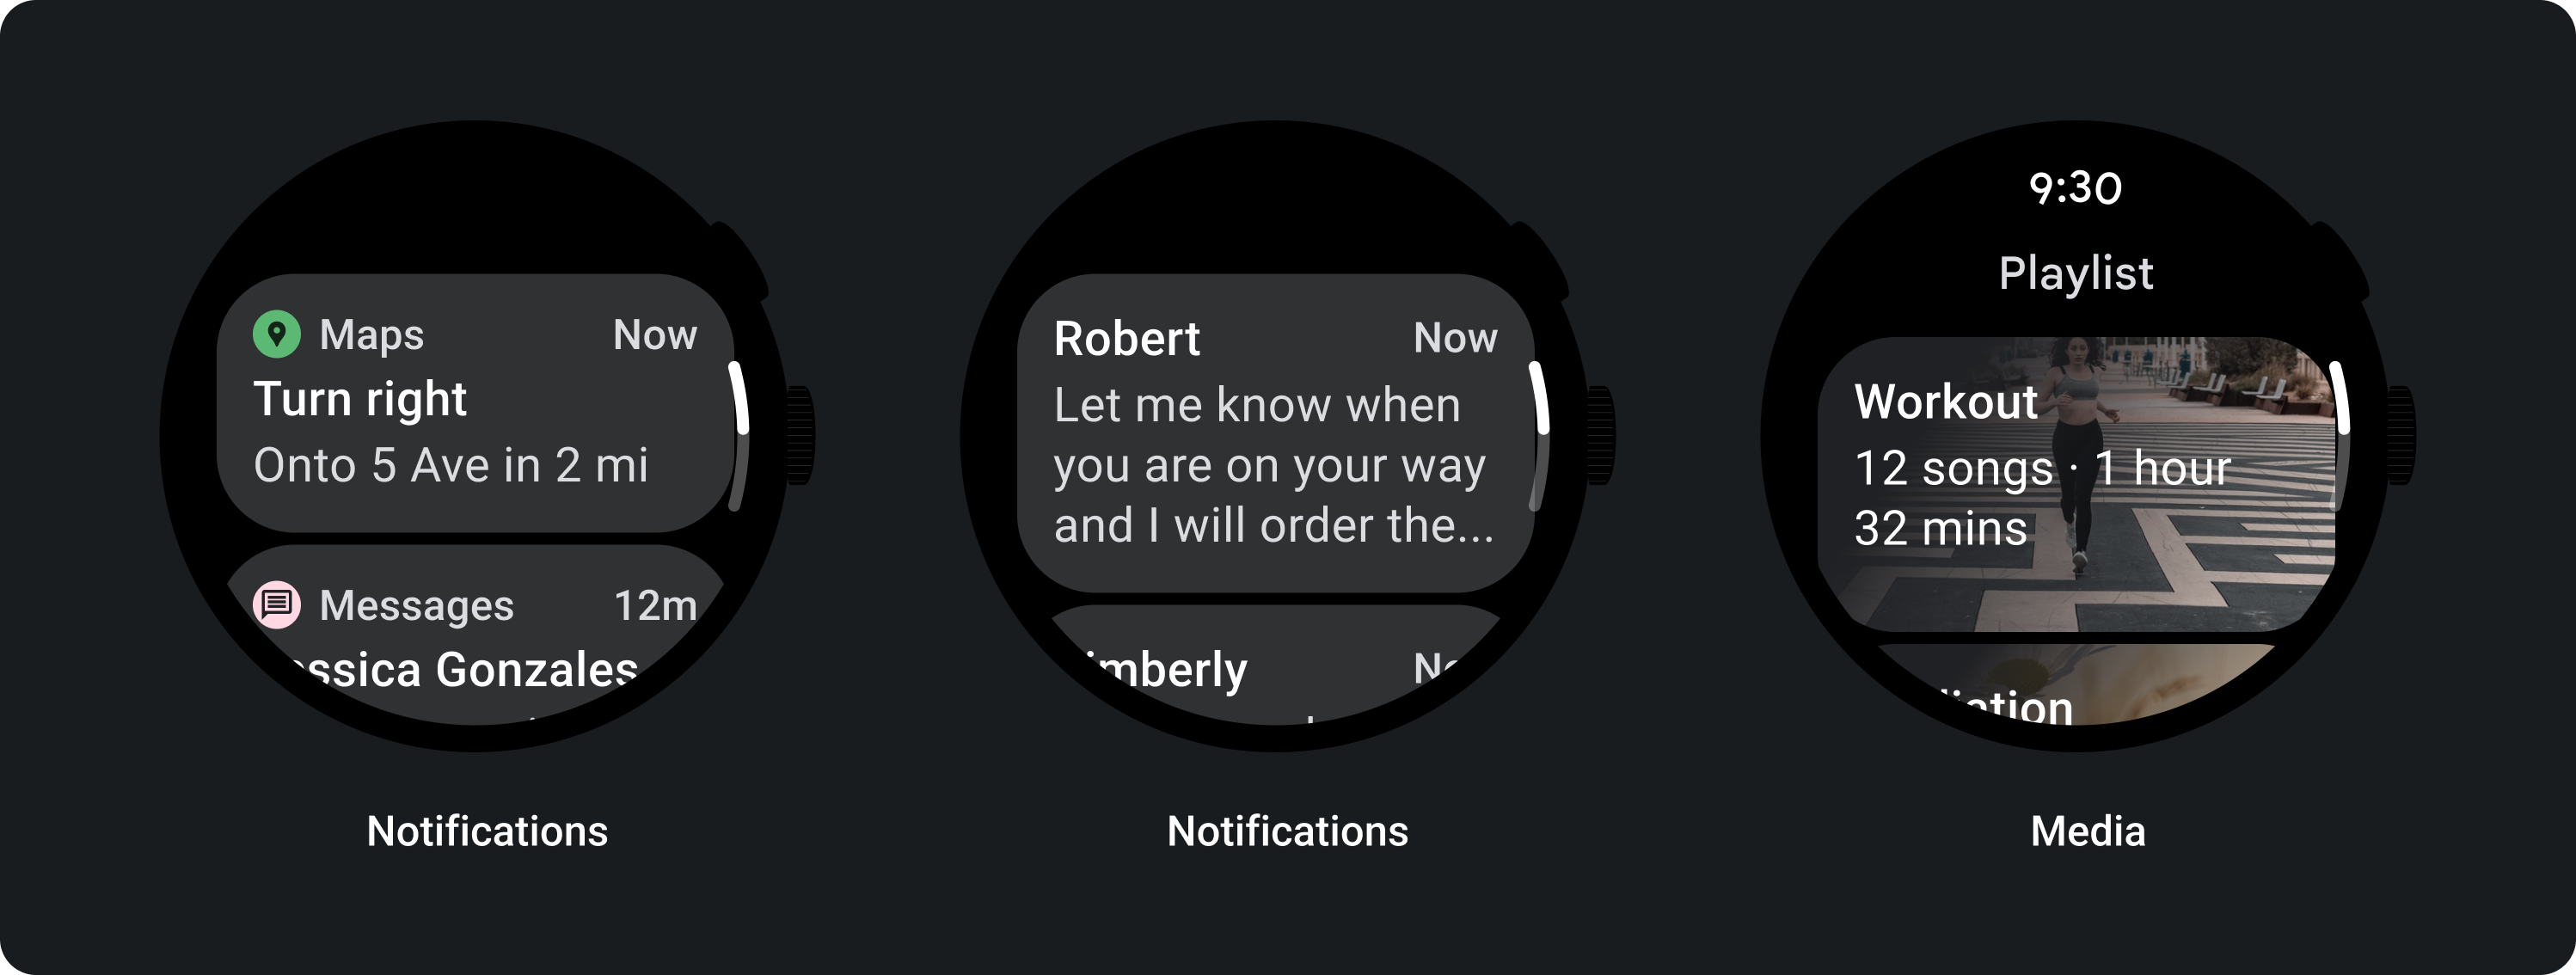 Maps Now
Turn right
Onto 5 Ave in 2 mi
Messages 12m
Gonzales
Notifications
Robert Now
Let me know when
you are on your way
and I will order the...
Notifications
9:30
Playlist
Workout
12 songs · 1 hour
32 mins
Media